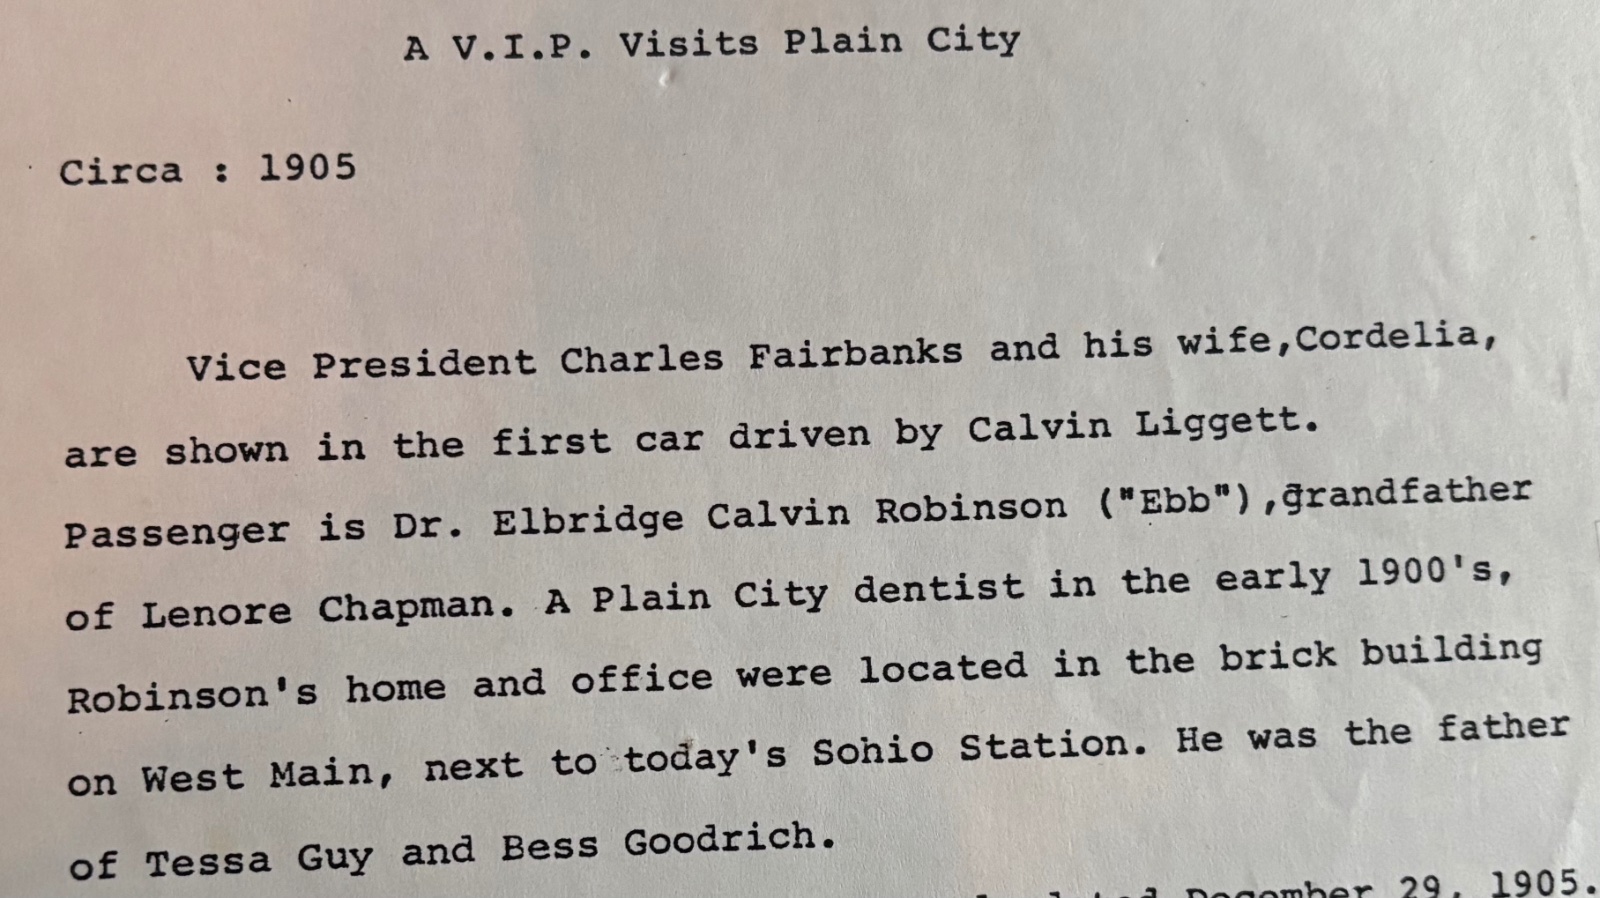 A V.I.P. Visits Plain City
Circa : 1905
Vice President Charles Fairbanks and his wife,Cordelia,
are shown in the first car driven by Calvin Liggett.
Passenger is Dr. Elbridge Calvin Robinson ("Ebb"),grandfather
of Lenore Chapman. A Plain City dentist in the early 1900's,
Robinson's home and office were located in the brick building
on West Main, next to today's Sohio Station. He was the father
of Tessa Guy and Bess Goodrich.
December 29, 1905.